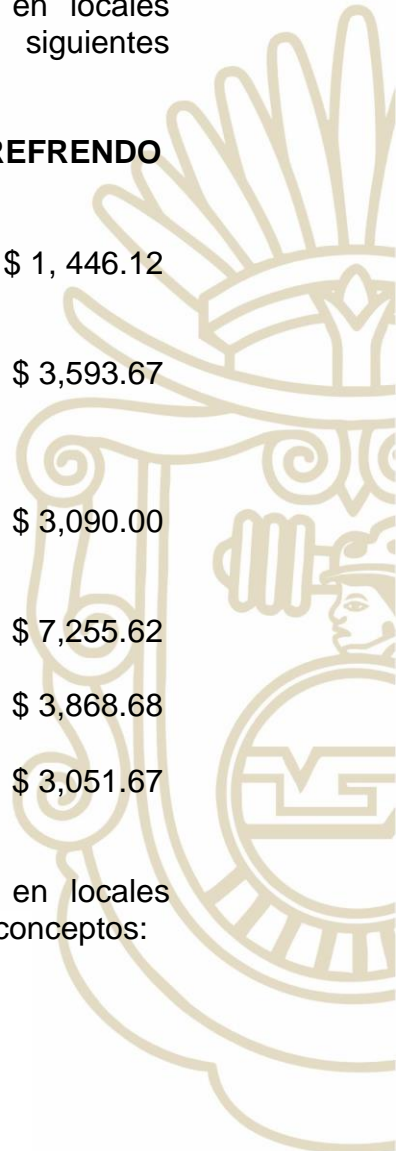 en locales
siguientes
REFRENDO
$ 1, 446.12
$ 3,593.67
$ 3,090.00
$ 7,255.62
$ 3,868.68
$ 3,051.67
en locales
conceptos: